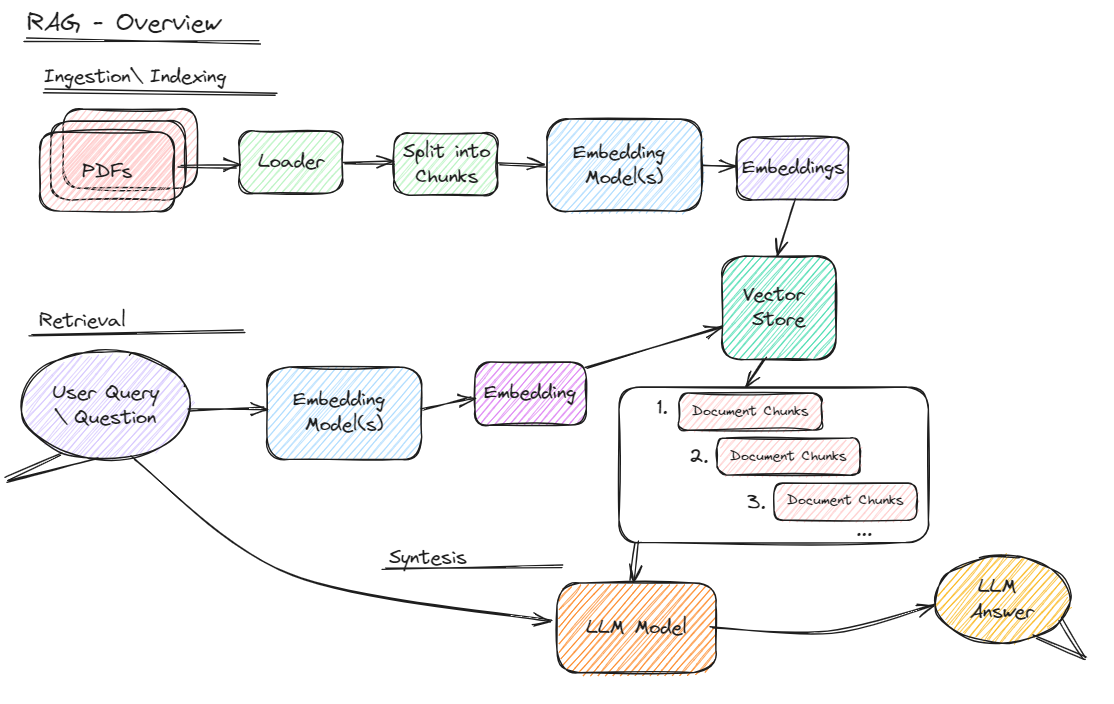 RAG - Overview
Ingestion\ Indexing
PDFs
Loader
Split into
Chunks
Embedding
Model(s)
Embeddings
Vector
Store
Retrieval
User Query
\ Question
Embedding
Model(s)
Embedding
1. Document Chunks
2. Document Chunks
3. Document Chunks
...
Syntesis
LLM Model
LLM
Answer